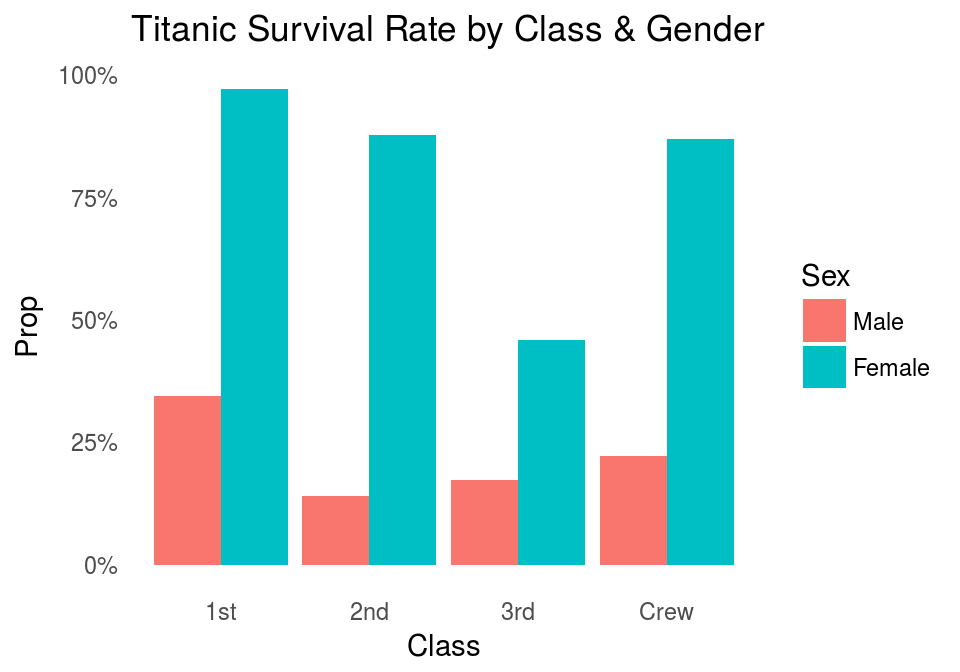 Titanic Survival Rate by Class & Gender
100%
75%
50%
25%
0%
Prop
1st 2nd 3rd Crew
Class
Sex
Male
Female